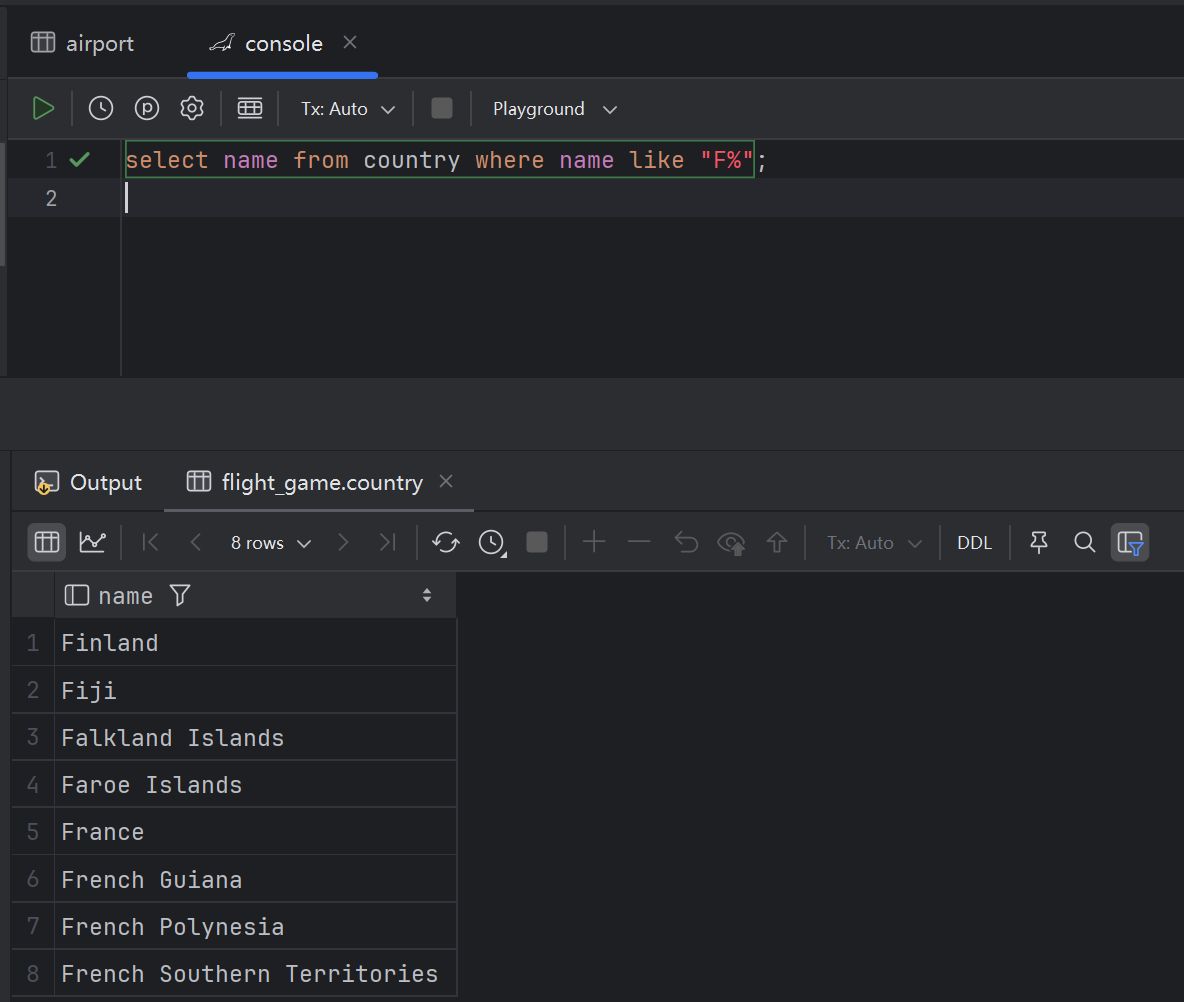 airport console
Tx: Auto Playground
1 select name from country where name like "F%";
2
Output flight_game.country
8 rows Tx: Auto DDL
name
1 Finland
2 Fiji
3 Falkland Islands
4 Faroe Islands
5 France
6 French Guiana
7 French Polynesia
8 French Southern Territories